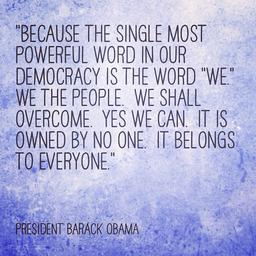 "BECAUSE THE SINGLE MOST
POWERFUL WORD IN OUR
DEMOCRACY IS THE WORD "WE."
WE THE PEOPLE. WE SHALL
OVERCOME. YES WE CAN. IT IS
OWNED BY NO ONE. IT BELONGS
TO EVERYONE."
PRESIDENT BARACK OBAMA